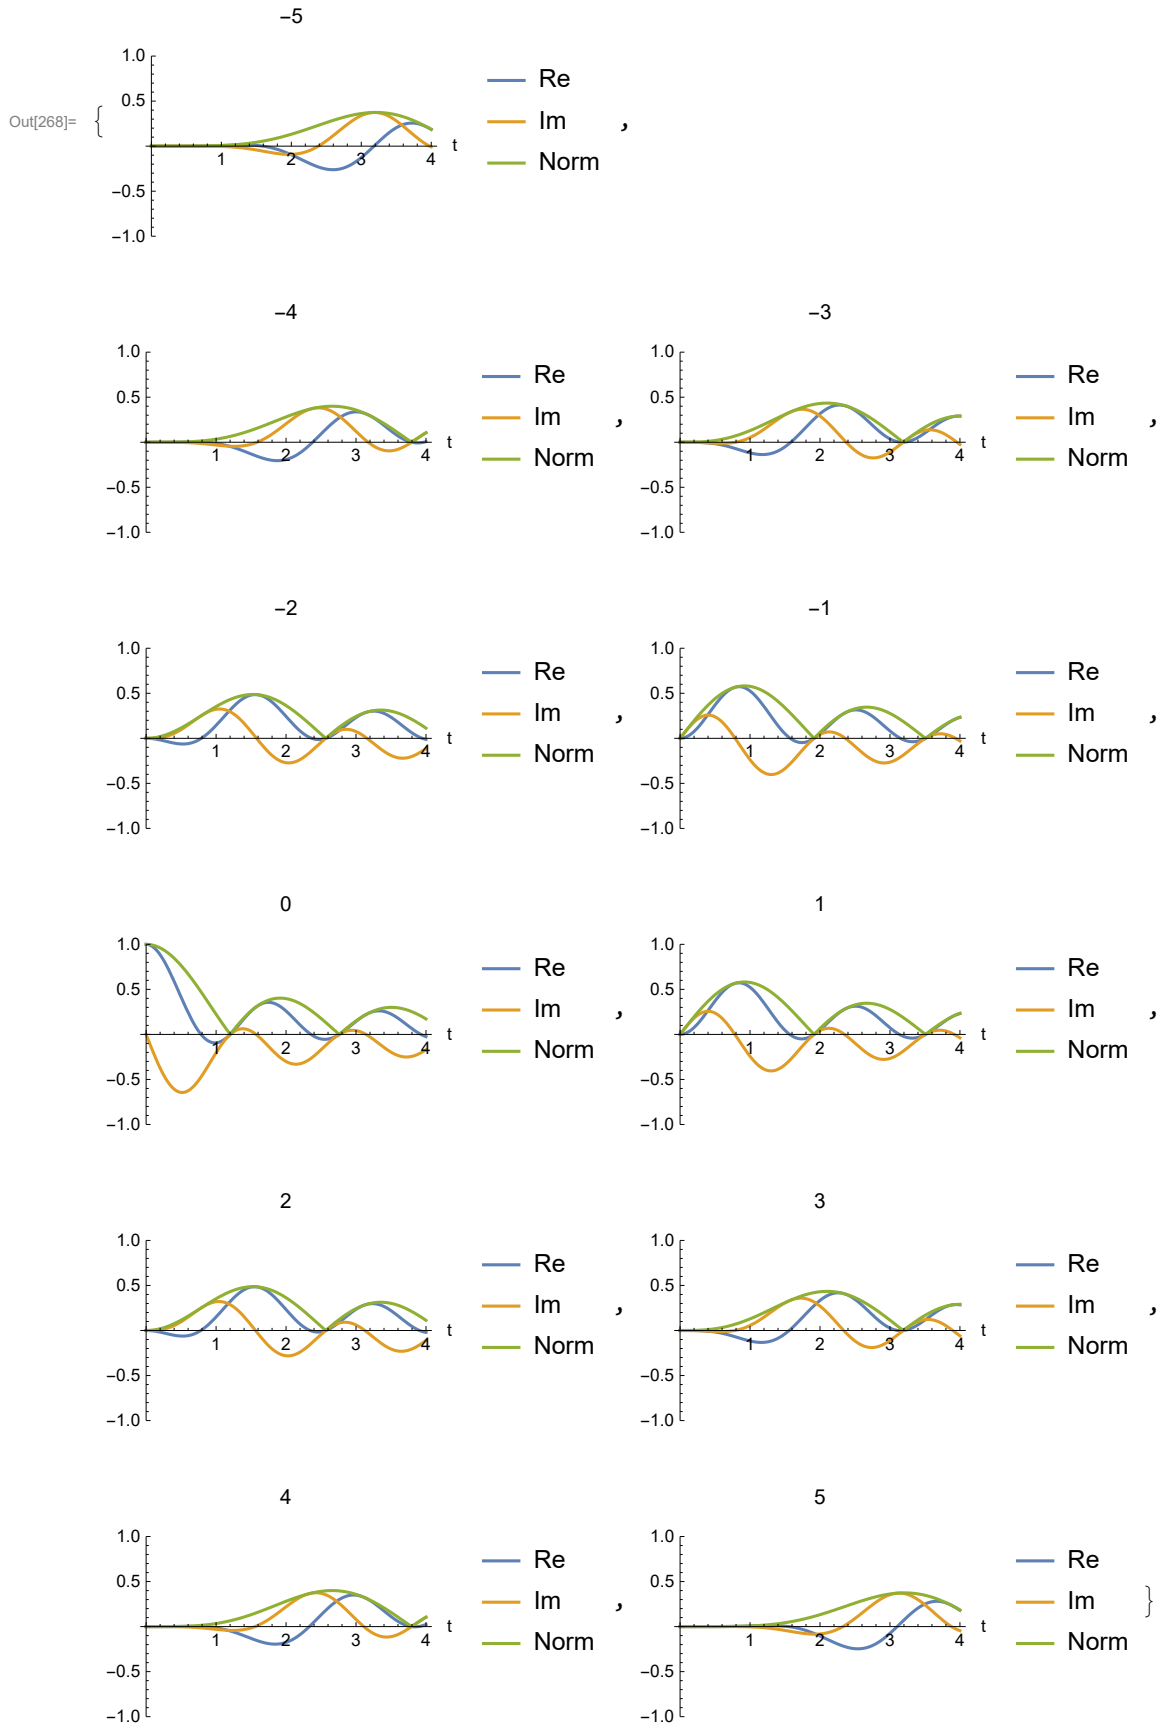 −5
1.0
Re
0.5
Out[268]= { Im ,
t
1 2 3 4
Norm
−0.5
−1.0
−4 −3
1.0 1.0
Re Re
0.5 0.5
Im , Im ,
t t
1 2 3 4 1 2 3 4
Norm Norm
−0.5 −0.5
−1.0 −1.0
−2 −1
1.0 1.0
Re Re
0.5 0.5
Im , Im ,
t t
1 2 3 4 1 2 3 4
Norm Norm
−0.5 −0.5
−1.0 −1.0
0 1
1.0 1.0
Re Re
0.5 0.5
Im , Im ,
t t
1 2 3 4 1 2 3 4
Norm Norm
−0.5 −0.5
−1.0 −1.0
2 3
1.0 1.0
Re Re
0.5 0.5
Im , Im ,
t t
1 2 3 4 1 2 3 4
Norm Norm
−0.5 −0.5
−1.0 −1.0
4 5
1.0 1.0
Re Re
0.5 0.5
Im , Im }
t t
1 2 3 4 1 2 3 4
Norm Norm
−0.5 −0.5
−1.0 −1.0